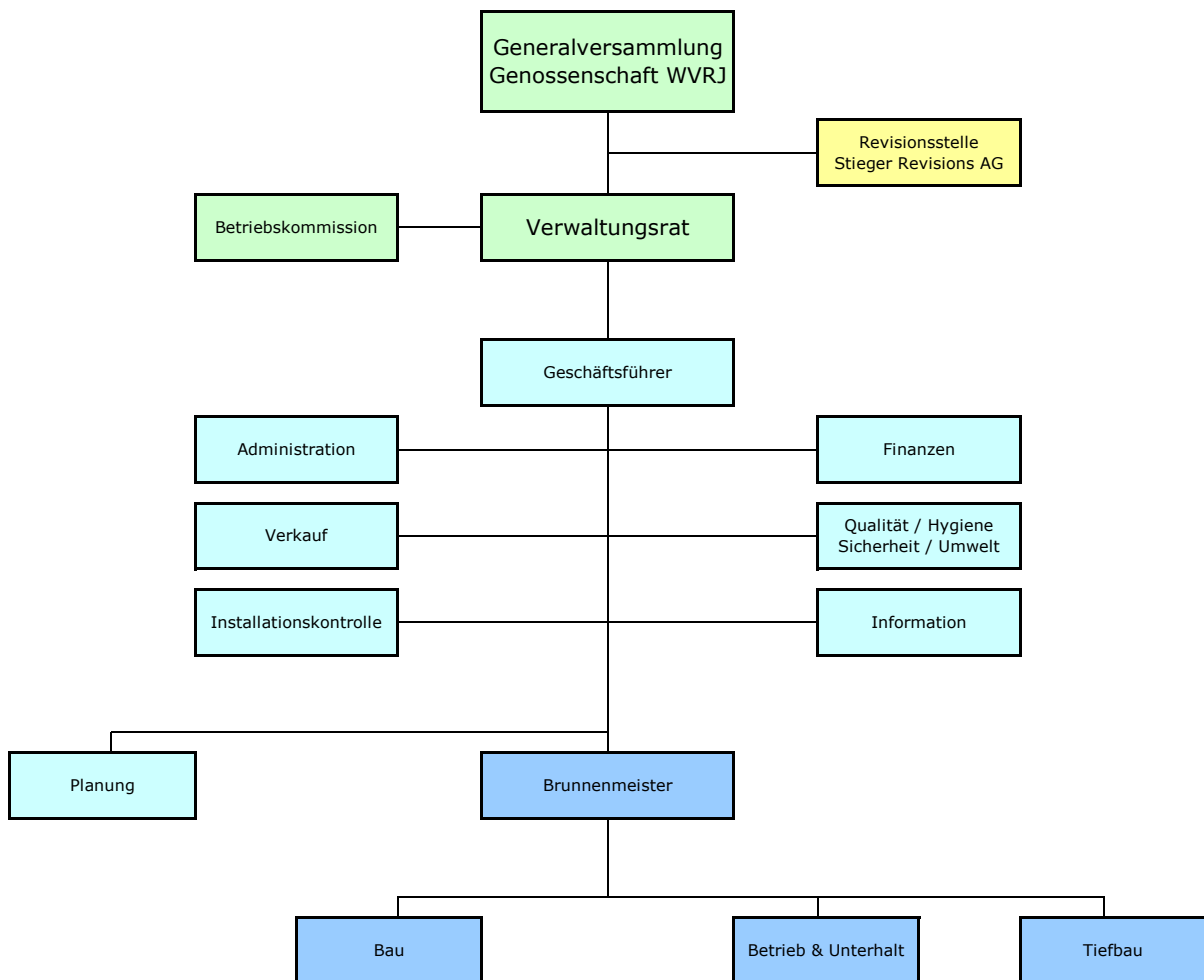 Generalversammlung
Genossenschaft WVRJ
Revisionsstelle
Stieger Revisions AG
Betriebskommission
Verwaltungsrat
Geschäftsführer
Administration
Finanzen
Verkauf
Qualität / Hygiene
Sicherheit / Umwelt
Installationskontrolle
Information
Planung
Brunnenmeister
Bau
Betrieb & Unterhalt
Tiefbau